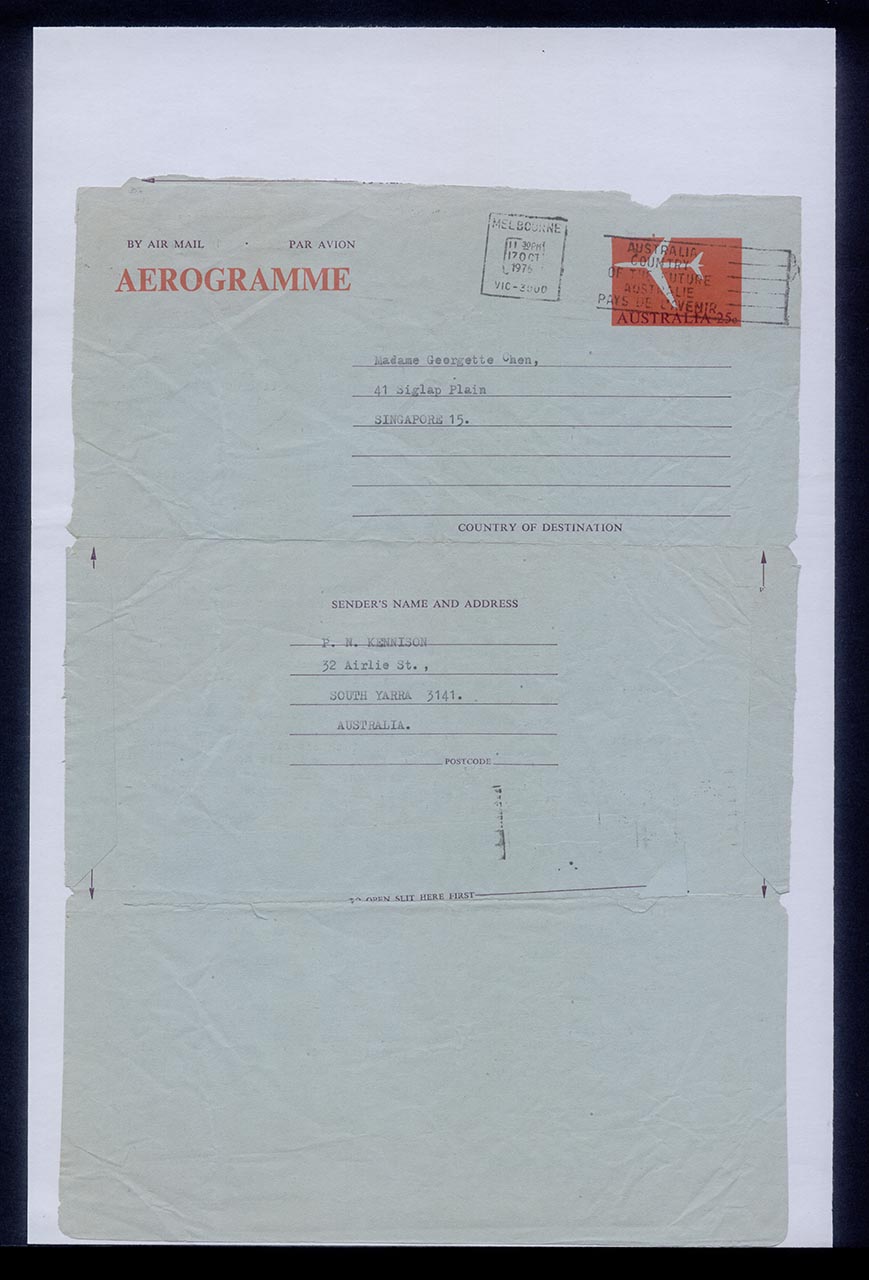 BY AIR MAIL · PAR AVION
AEROGRAMME
MELBOURNE
11 30PM
17 OCT
1976
VIC-3000
AUSTRALIA
COUNTRY
OF THE FUTURE
AUSTRALIE
PAYS DE L'AVENIR
AUSTRALIA 25c
Madame Georgette Chen,
41 Siglap Plain
SINGAPORE 15.
COUNTRY OF DESTINATION
SENDER'S NAME AND ADDRESS
P. N. KENNISON
32 Airlie St.,
SOUTH YARRA 3141.
AUSTRALIA.
POSTCODE
TO OPEN SLIT HERE FIRST